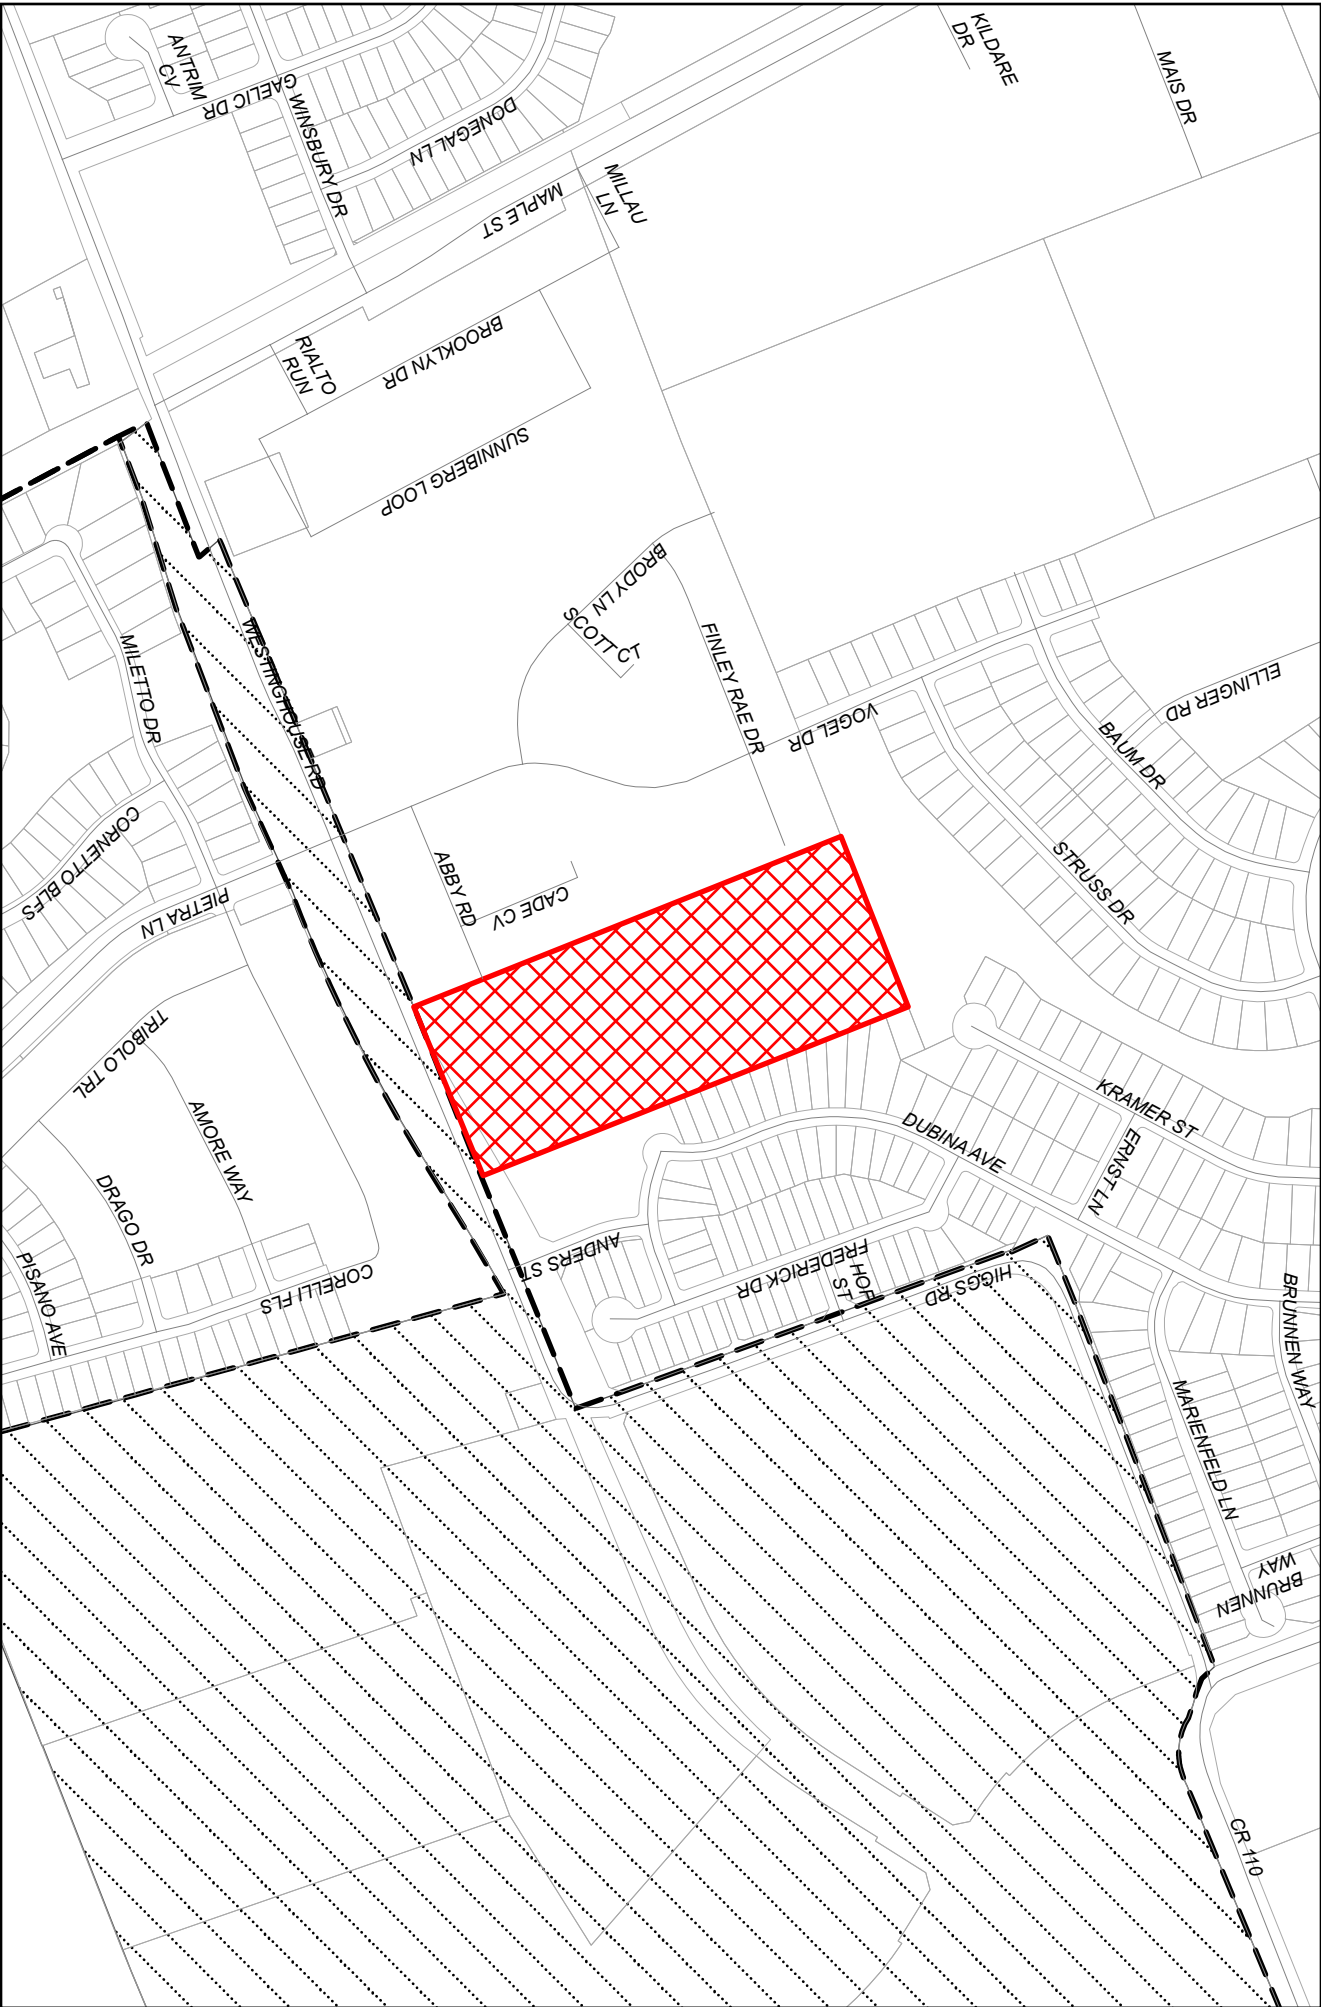 ANTRIM
CV
GAELIC DR
WINSBURY DR
DONEGAL LN
KILDARE
DR
MAIS DR
MILLAU
LN
MAPLE ST
RIALTO
RUN
BROOKLYN DR
SUNNIBERG LOOP
BRODY LN
SCOTT CT
FINLEY RAE DR
WESTINGHOUSE RD
MILETTO DR
VOGEL DR
ELLINGER RD
BAUM DR
CORNETTO BLFS
PIETRA LN
ABBY RD
CADE CV
STRUSS DR
TRIBOLO TRL
AMORE WAY
DRAGO DR
PISANO AVE
CORELLI FLS
DUBINA AVE
KRAMER ST
ERNST LN
ANDERS ST
FREDERICK DR
HOF
ST
HIGGS RD
BRUNNEN WAY
MARIENFELD LN
BRUNNEN
WAY
CR 110